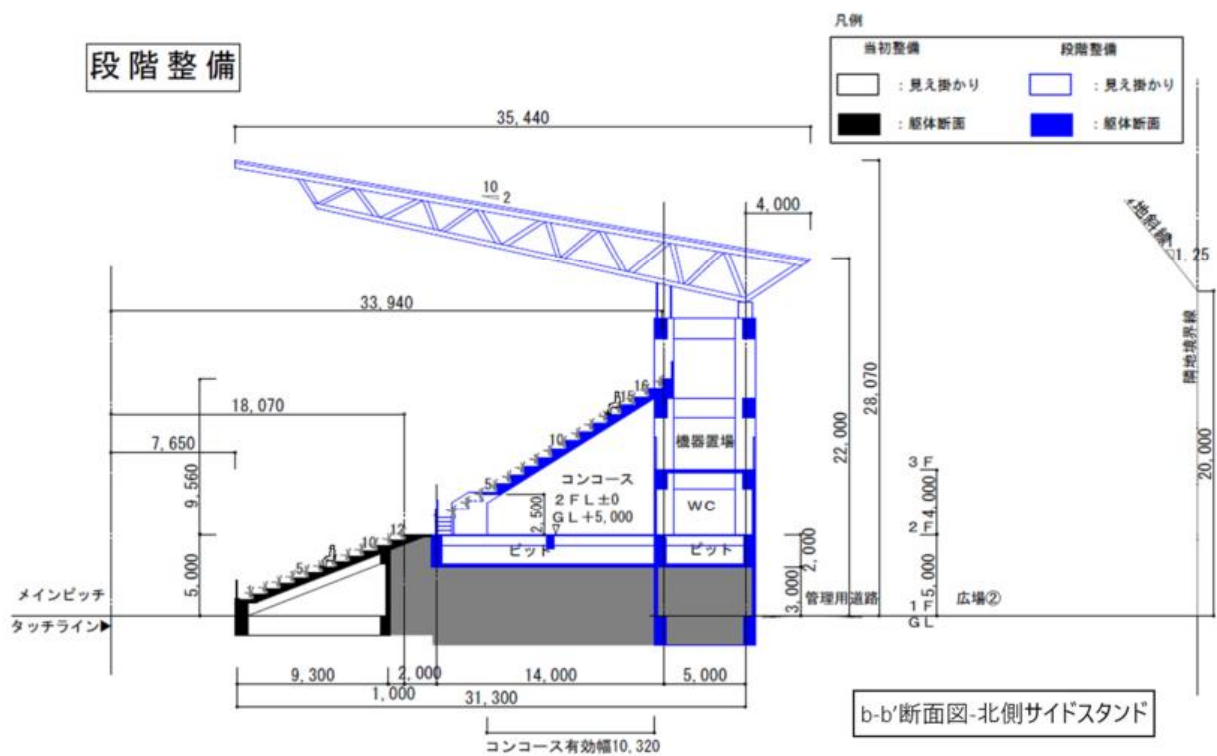 段階整備
凡例
当初整備
段階整備
：見え掛かり
：見え掛かり
：躯体断面
：躯体断面
35,440
10
2
4,000
地斜線
1.25
33,940
18,070
7,650
9,560
5,000
16
15
10
5
12
10
5
機器置場
コンコース
2FL±0
GL+5,000
2,500
WC
ピット
ピット
2,000
3,000
22,000
28,070
3F
4,000
2F
5,000
1F
GL
隣地境界線
20,000
メインピッチ
タッチライン▶
管理用道路
広場②
9,300
2,000
14,000
5,000
1,000
31,300
コンコース有効幅10,320
b-b'断面図-北側サイドスタンド